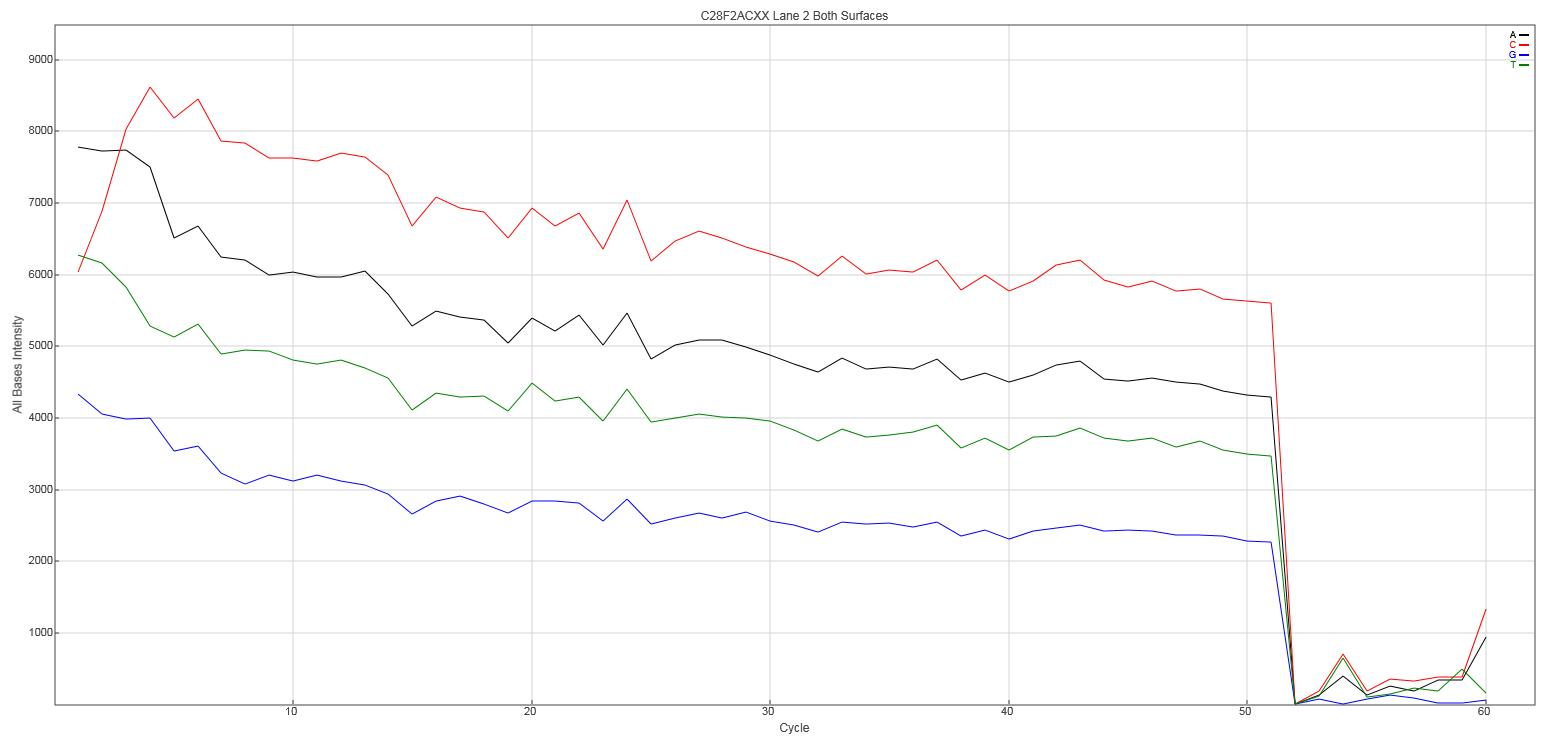 C28F2ACXX Lane 2 Both Surfaces
A
C
G
T
9000
8000
7000
6000
5000
4000
3000
2000
1000
All Bases Intensity
10 20 30 40 50 60
Cycle